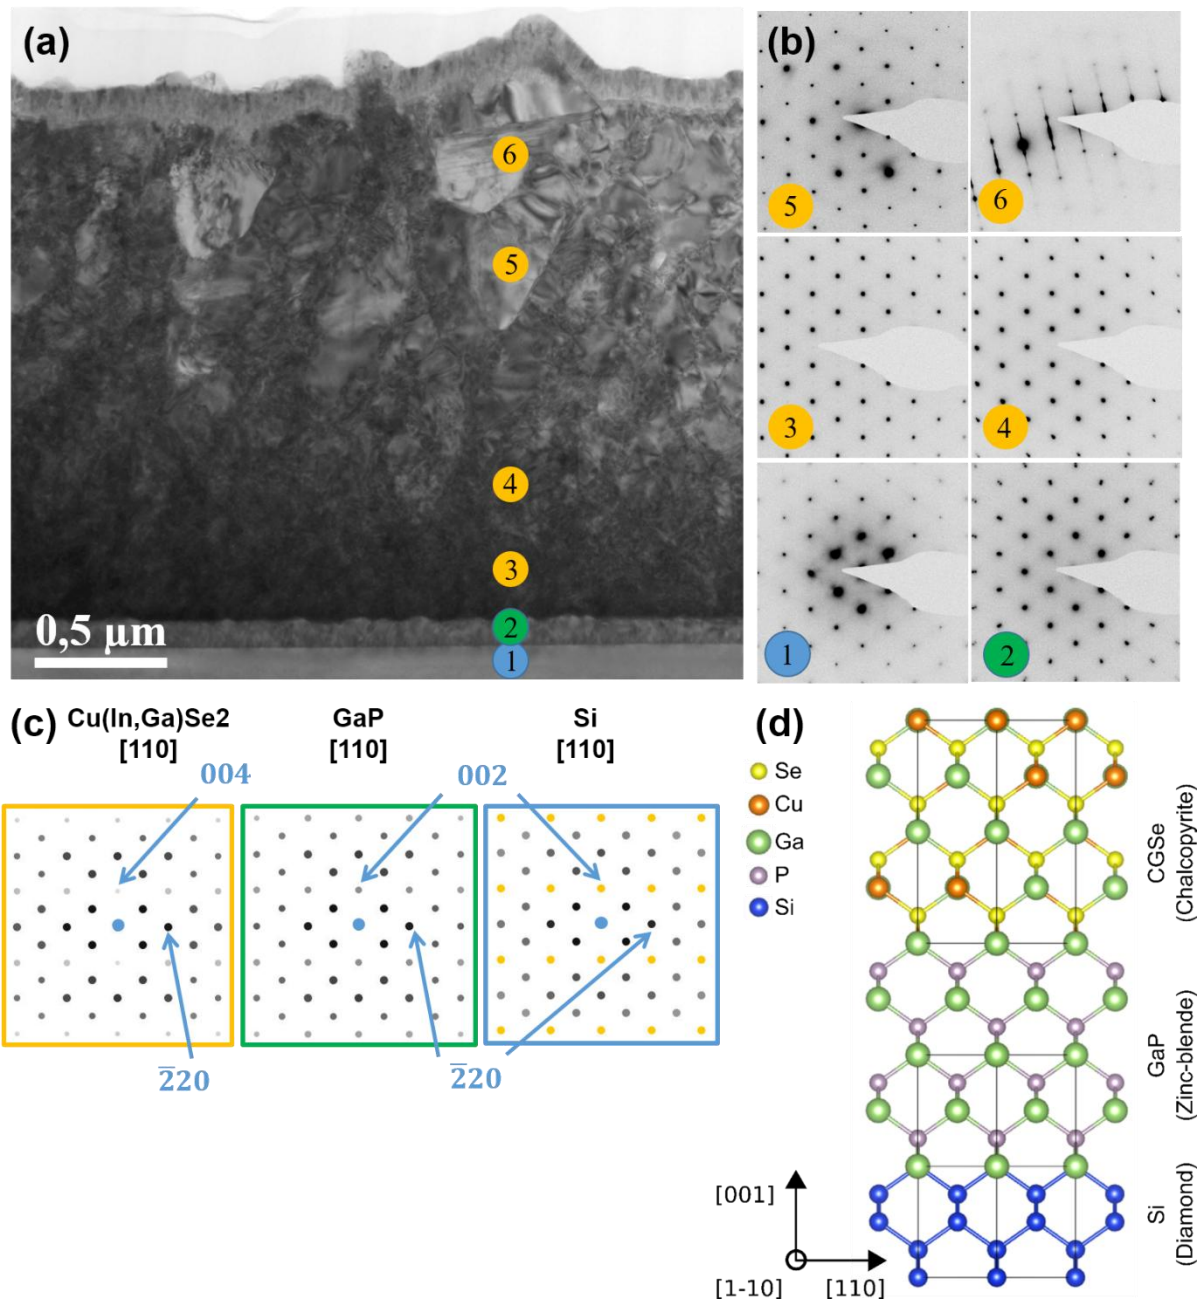 (a)
6
5
4
3
2
1
0,5 µm
(b)
5
6
3
4
1
2
(c)
Cu(In,Ga)Se2
[110]
GaP
[110]
Si
[110]
004
002
2̅20
2̅20
(d)
Se
Cu
Ga
P
Si
CGSe
(Chalcopyrite)
GaP
(Zinc-blende)
Si
(Diamond)
[001]
[1-10]
[110]